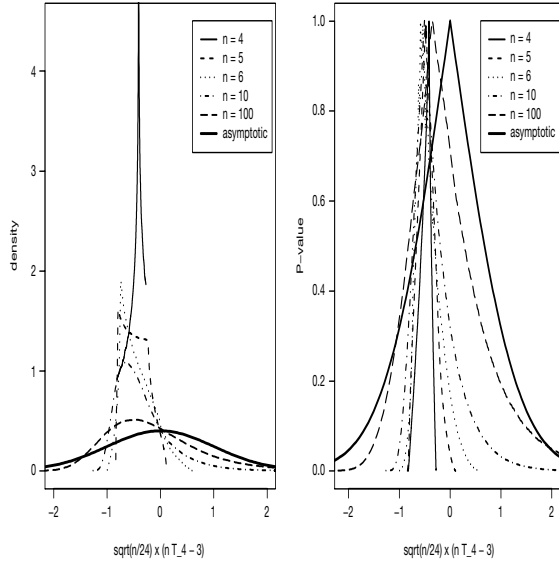 density
4
3
2
1
0
n = 4
n = 5
n = 6
n = 10
n = 100
asymptotic
−2 −1 0 1 2
sqrt(n/24) x (n T_4 − 3)
P−value
1.0
0.8
0.6
0.4
0.2
0.0
n = 4
n = 5
n = 6
n = 10
n = 100
asymptotic
−2 −1 0 1 2
sqrt(n/24) x (n T_4 − 3)